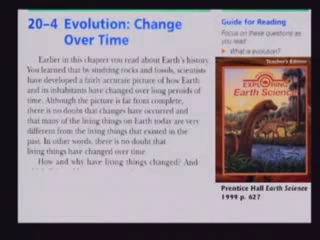 20–4 Evolution: Change
Over Time
Earlier in this chapter you read about Earth's history.
You learned that by studying rocks and fossils, scientists
have developed a fairly accurate picture of how Earth
and its inhabitants have changed over long periods of
time. Although the picture is far from complete,
there is no doubt that changes have occurred and
that many of the living things on Earth today are very
different from the living things that existed in the
past. In other words, there is no doubt that
living things have changed over time.
How and why have living things changed? And
Guide for Reading
Focus on these questions as
you read
What is evolution?
Teacher's Edition
EXPLORING
Earth Science
Prentice Hall Earth Science
1999 p. 627